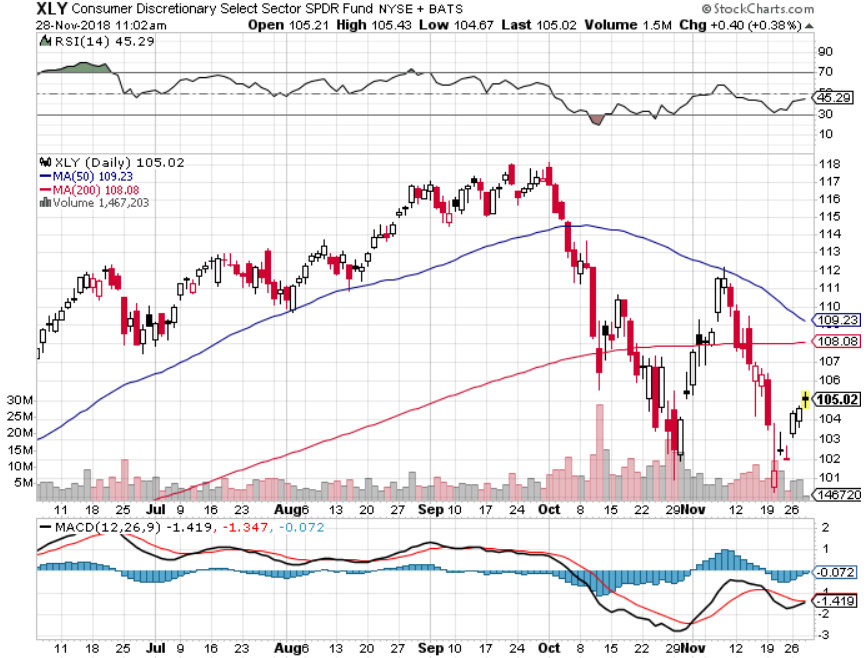 XLY Consumer Discretionary Select Sector SPDR Fund NYSE + BATS © StockCharts.com
28-Nov-2018 11:02am Open 105.21 High 105.43 Low 104.67 Last 105.02 Volume 1.5M Chg +0.40 (+0.38%)
RSI(14) 45.29
90
70
50
45.29
30
10
XLY (Daily) 105.02
MA(50) 109.23
MA(200) 108.08
Volume 1,467,203
118
117
116
115
114
113
112
111
110
109.23
108.08
107
106
105.02
104
103
102
101
1467203
30M
25M
20M
15M
10M
5M
11 18 25 Jul 9 16 23 Aug 6 13 20 27 Sep 10 17 24 Oct 8 15 22 29 Nov 12 19 26
MACD(12,26,9) -1.419, -1.347, -0.072
2
1
-0.072
-1.419
-2
-3
11 18 25 Jul 9 16 23 Aug 6 13 20 27 Sep 10 17 24 Oct 8 15 22 29 Nov 12 19 26